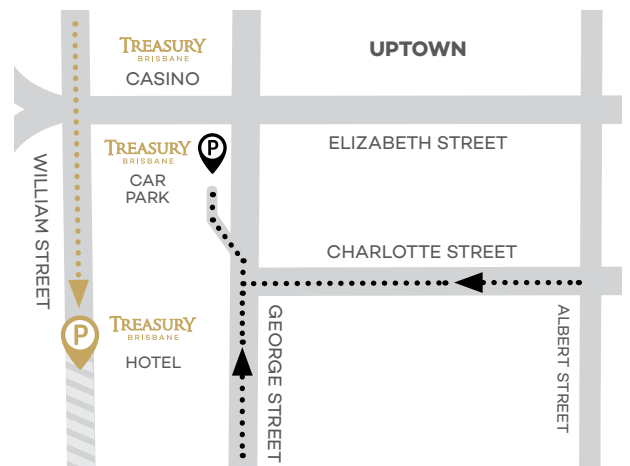 TREASURY
BRISBANE
CASINO
UPTOWN
ELIZABETH STREET
TREASURY
BRISBANE
CAR
PARK
P
WILLIAM STREET
CHARLOTTE STREET
P
TREASURY
BRISBANE
HOTEL
GEORGE STREET
ALBERT STREET